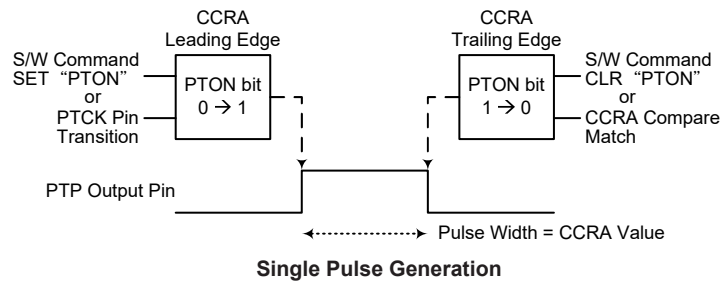 CCRA
Leading Edge
S/W Command
SET “PTON”
or
PTCK Pin
Transition
PTON bit
0 → 1
CCRA
Trailing Edge
PTON bit
1 → 0
S/W Command
CLR “PTON”
or
CCRA Compare
Match
PTP Output Pin
Pulse Width = CCRA Value
Single Pulse Generation